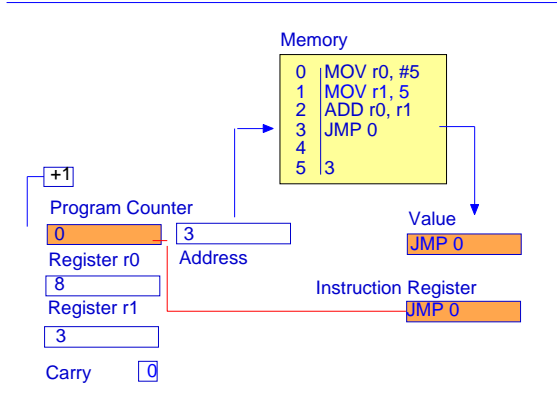 Memory
0 MOV r0, #5
1 MOV r1, 5
2 ADD r0, r1
3 JMP 0
4
5 3
+1
Program Counter
0
3
Address
Value
JMP 0
Register r0
8
Instruction Register
JMP 0
Register r1
3
Carry 0